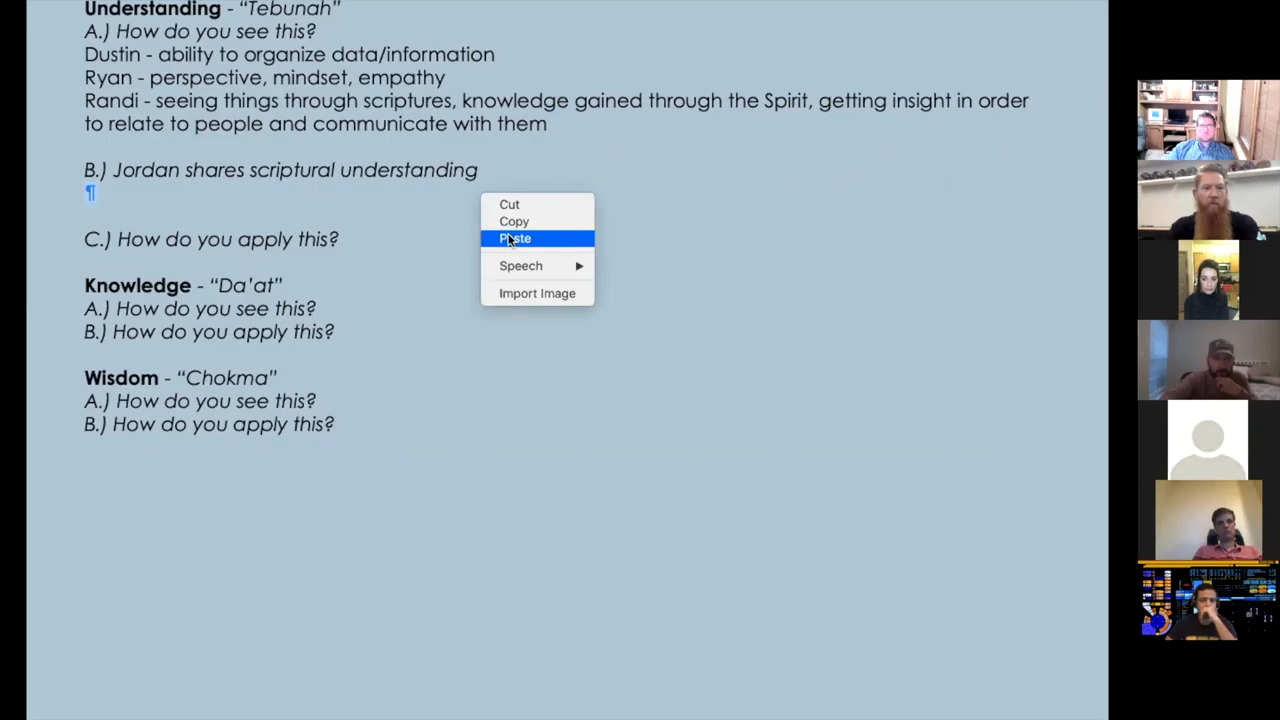 Understanding - “Tebunah”
A.) How do you see this?
Dustin - ability to organize data/information
Ryan - perspective, mindset, empathy
Randi - seeing things through scriptures, knowledge gained through the Spirit, getting insight in order
to relate to people and communicate with them
B.) Jordan shares scriptural understanding
¶
C.) How do you apply this?
Knowledge - “Da’at”
A.) How do you see this?
B.) How do you apply this?
Wisdom - “Chokma”
A.) How do you see this?
B.) How do you apply this?
Cut
Copy
Paste
Speech
Import Image